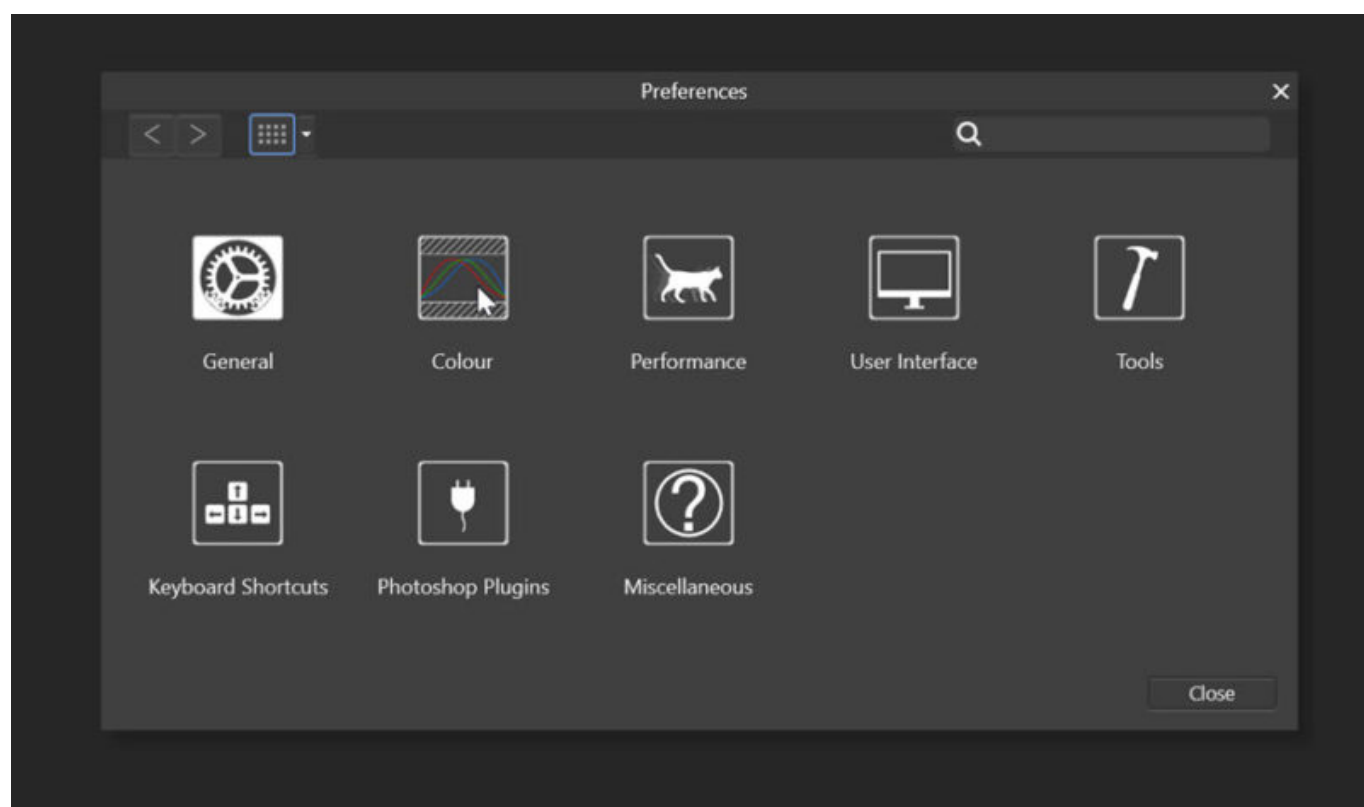 Preferences
General
Colour
Performance
User Interface
Tools
Keyboard Shortcuts
Photoshop Plugins
Miscellaneous
Close